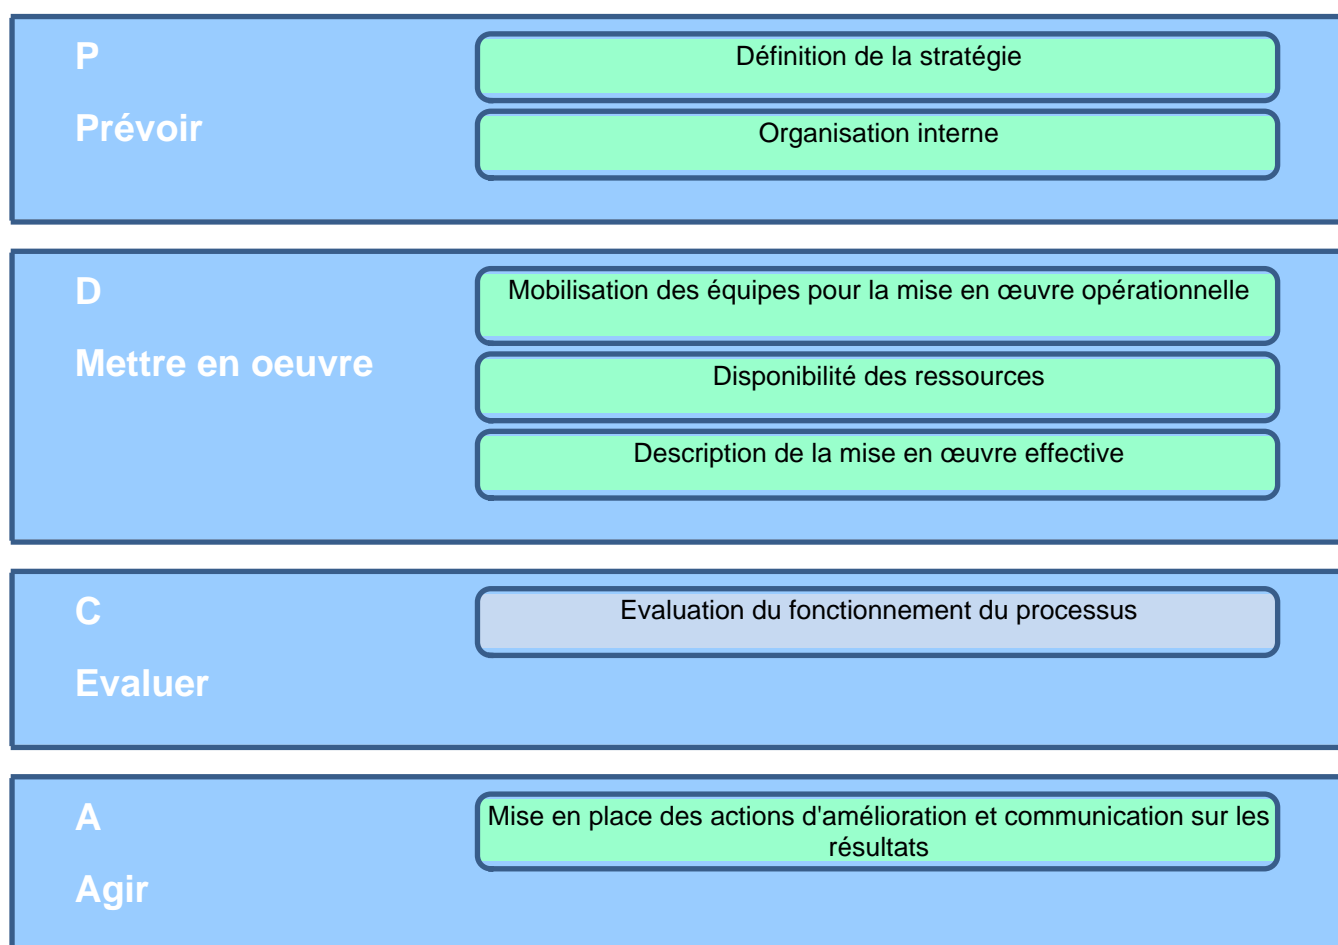 P
Prévoir
Définition de la stratégie
Organisation interne
D
Mettre en oeuvre
Mobilisation des équipes pour la mise en œuvre opérationnelle
Disponibilité des ressources
Description de la mise en œuvre effective
C
Evaluer
Evaluation du fonctionnement du processus
A
Agir
Mise en place des actions d'amélioration et communication sur les
résultats